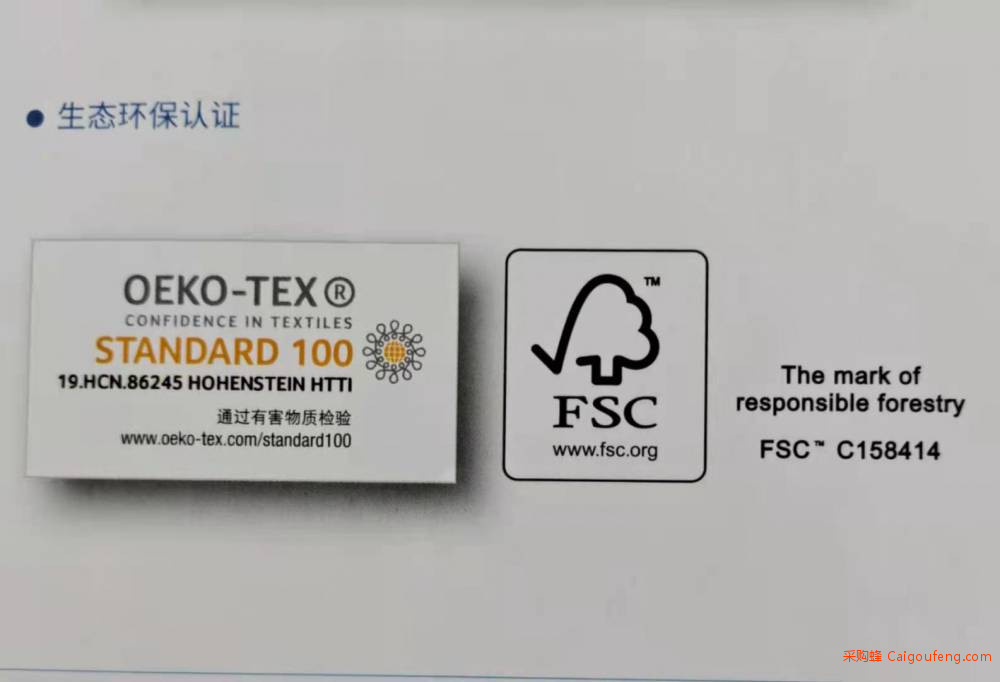 ● 生态环保认证
OEKO-TEX®
CONFIDENCE IN TEXTILES
STANDARD 100
19.HCN.86245 HOHENSTEIN HTTI
通过有害物质检验
www.oeko-tex.com/standard100
TM
FSC
www.fsc.org
The mark of
responsible forestry
FSC™ C158414
采购蜂 Caigoufeng.com